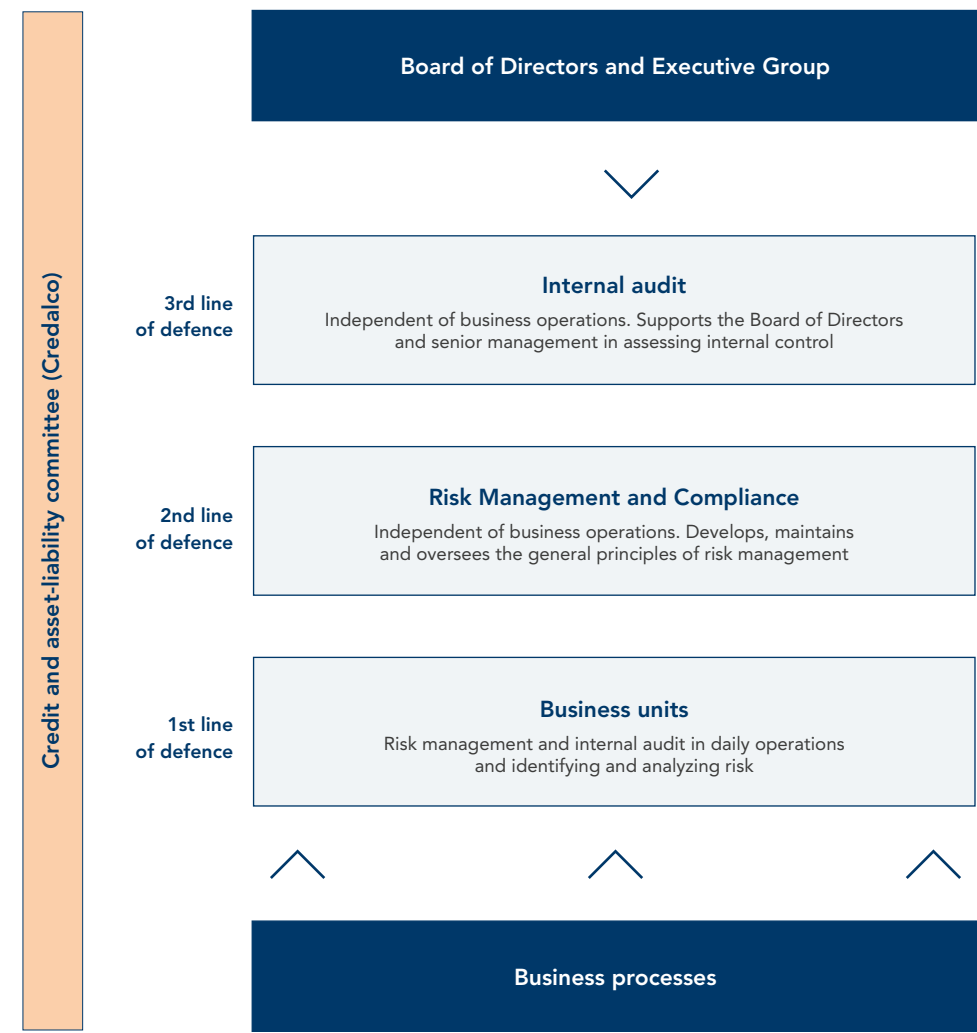 Credit and asset-liability committee (Credalco)
Board of Directors and Executive Group
3rd line
of defence
Internal audit
Independent of business operations. Supports the Board of Directors
and senior management in assessing internal control
2nd line
of defence
Risk Management and Compliance
Independent of business operations. Develops, maintains
and oversees the general principles of risk management
1st line
of defence
Business units
Risk management and internal audit in daily operations
and identifying and analyzing risk
Business processes